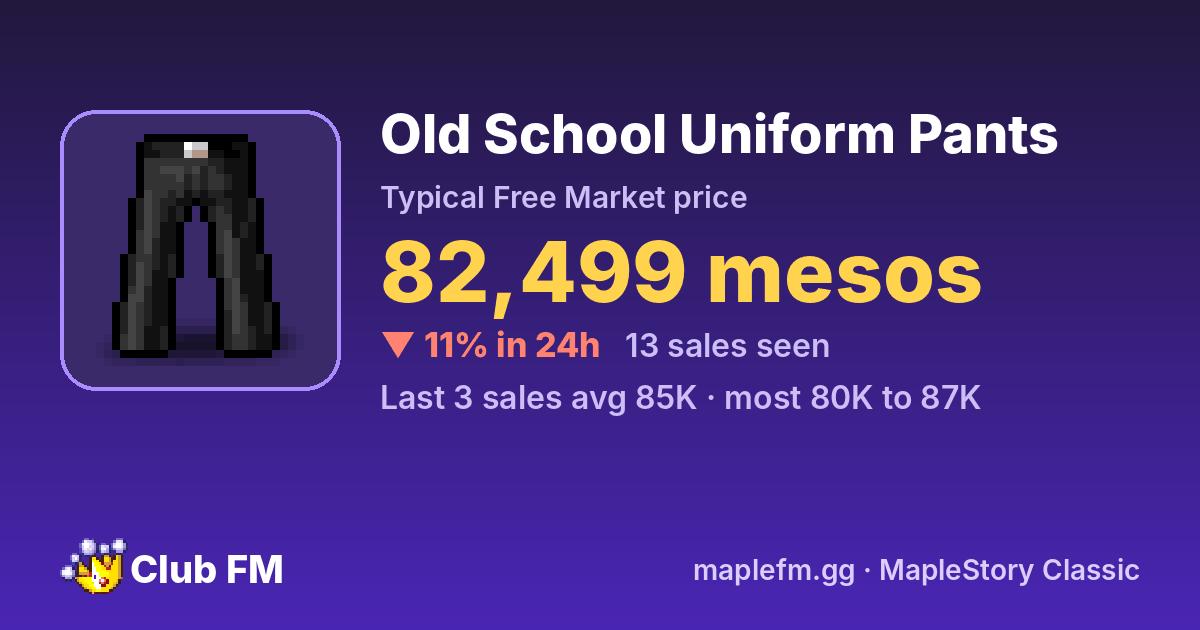 Old School Uniform Pants
Typical Free Market price
82,499 mesos
▼ 11% in 24h 13 sales seen
Last 3 sales avg 85K · most 80K to 87K
Club FM
maplefm.gg · MapleStory Classic